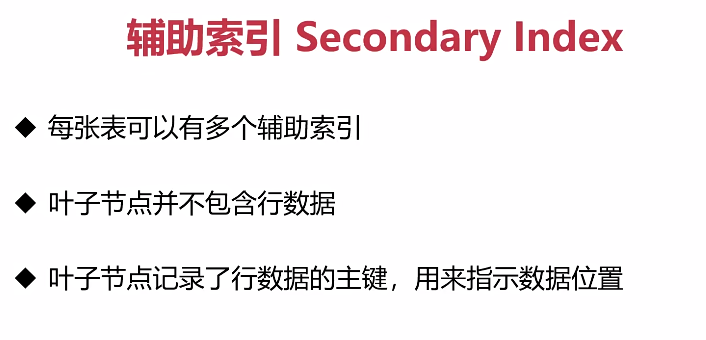 辅助索引 Secondary Index
◆ 每张表可以有多个辅助索引
◆ 叶子节点并不包含行数据
◆ 叶子节点记录了行数据的主键，用来指示数据位置